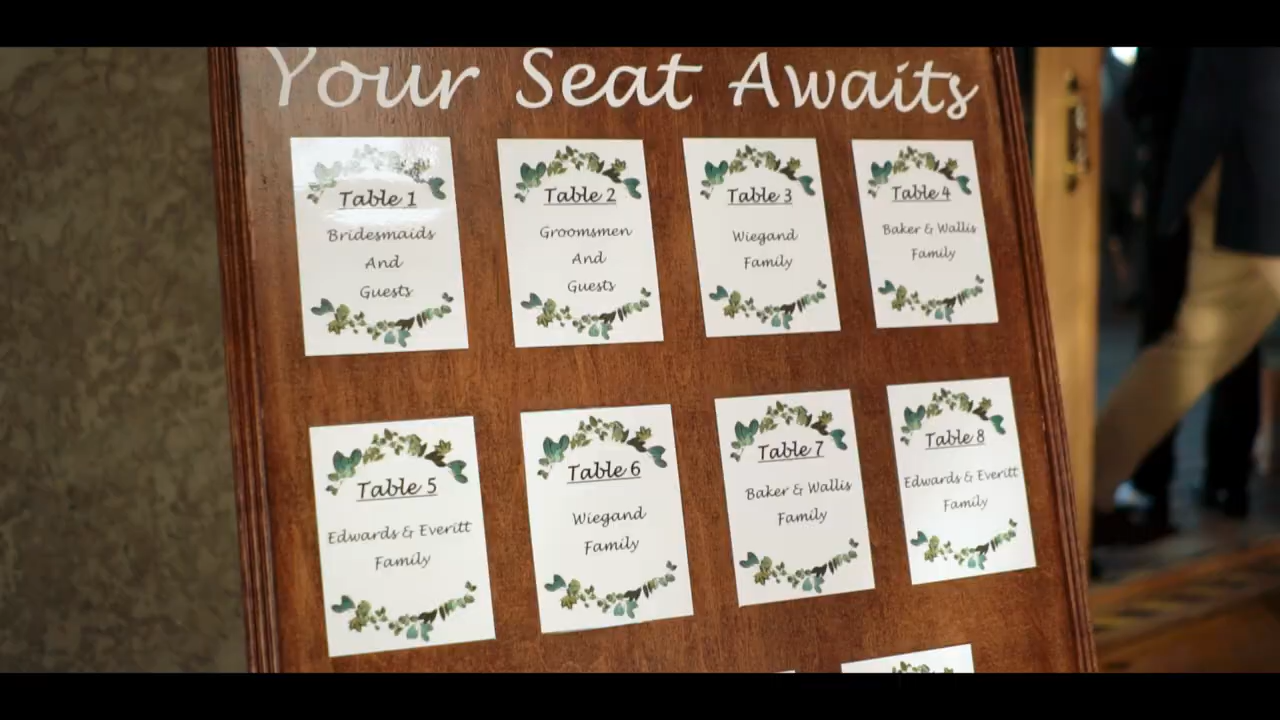 Your Seat Awaits
Table 1
Bridesmaids
And
Guests
Table 2
Groomsmen
And
Guests
Table 3
Wiegand
Family
Table 4
Baker & Wallis
Family
Table 5
Edwards & Everitt
Family
Table 6
Wiegand
Family
Table 7
Baker & Wallis
Family
Table 8
Edwards & Everitt
Family